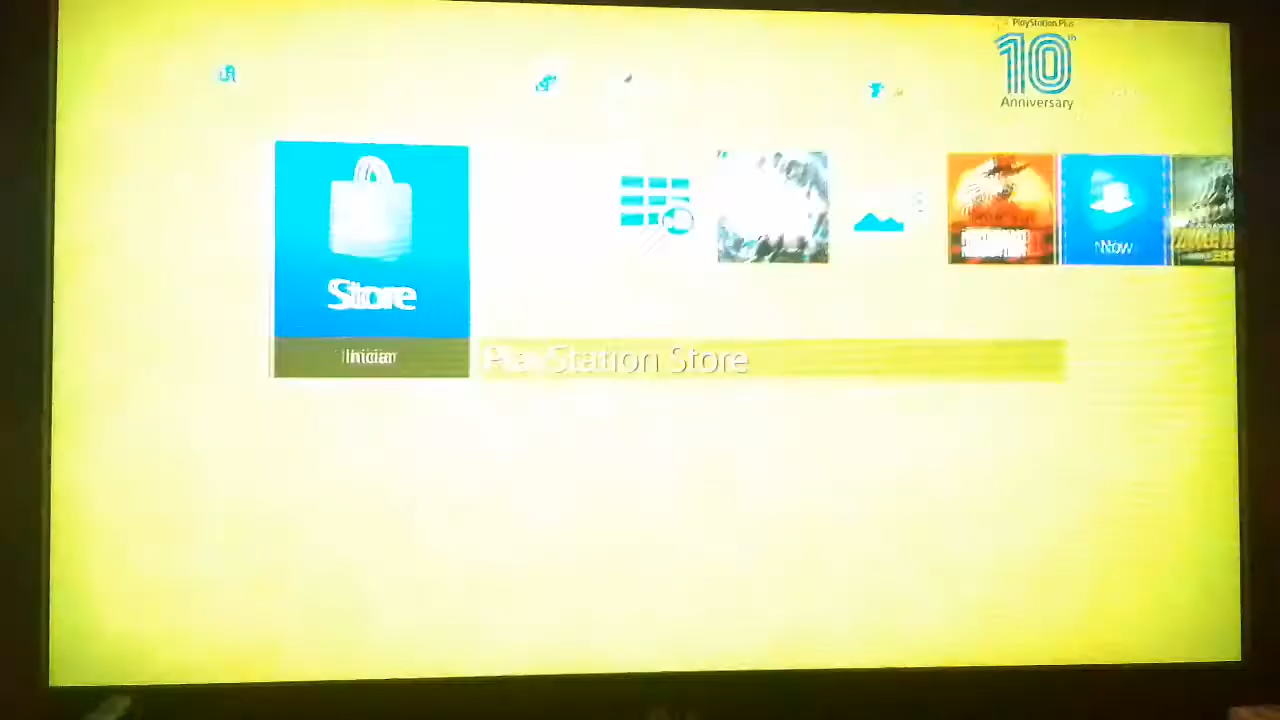 PlayStation Plus
10th
Anniversary
Store
Now
Iniciar
PlayStation Store